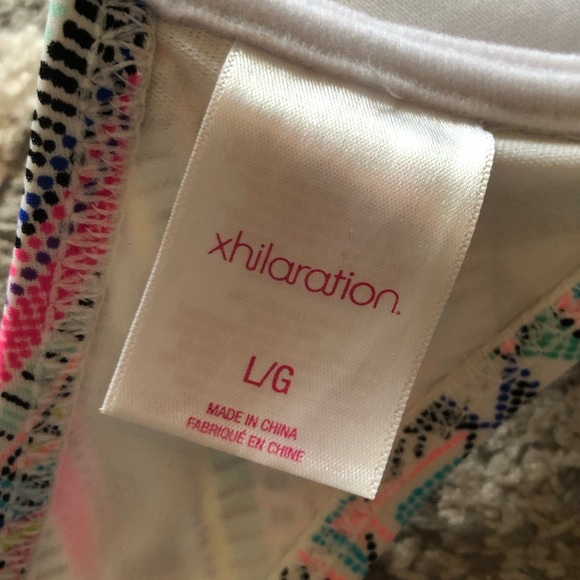 xhilaration.
L/G
MADE IN CHINA
FABRIQUÉ EN CHINE